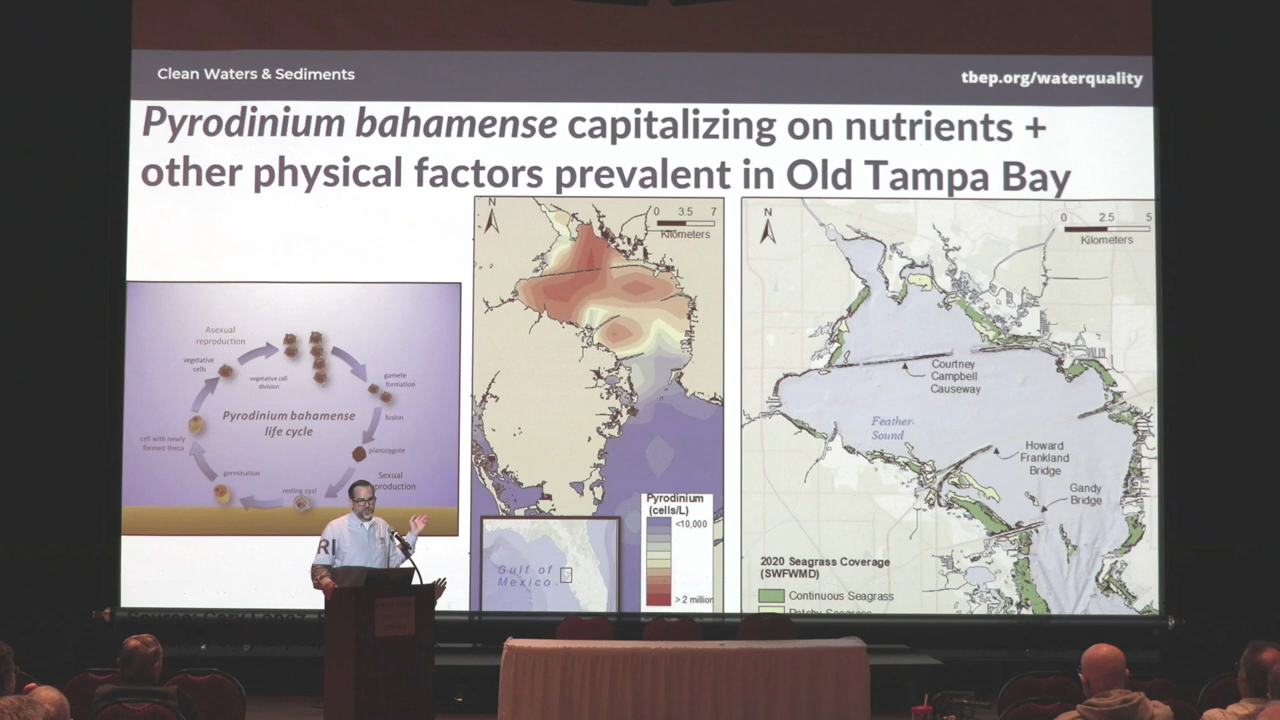 Clean Waters & Sediments
tbep.org/waterquality
Pyrodinium bahamense capitalizing on nutrients +
other physical factors prevalent in Old Tampa Bay
Asexual
reproduction
vegetative
cells
vegetative cell
division
gamete
formation
fusion
planozygote
Sexual
production
resting cyst
germination
cell with newly
formed theca
Pyrodinium bahamense
life cycle
N
0 3.5 7
Kilometers
Pyrodinium
(cells/L)
<10,000
> 2 million
Gulf of
Mexico
N
0 2.5 5
Kilometers
Courtney
Campbell
Causeway
Feather
Sound
Howard
Frankland
Bridge
Gandy
Bridge
2020 Seagrass Coverage
(SWFWMD)
Continuous Seagrass
Patchy Seagrass
RI